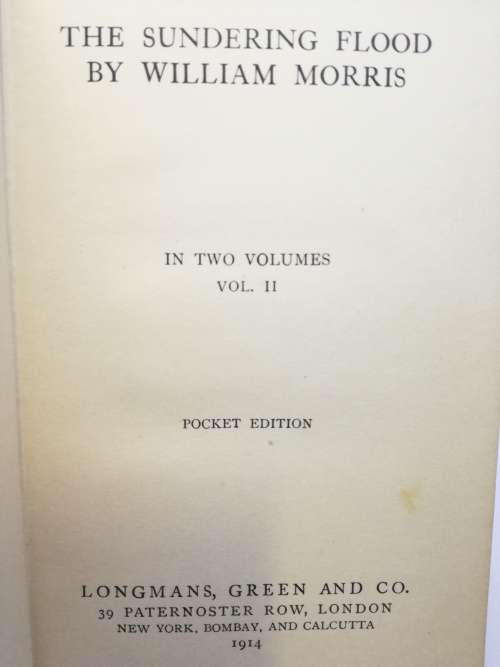 THE SUNDERING FLOOD
BY WILLIAM MORRIS
IN TWO VOLUMES
VOL. II
POCKET EDITION
LONGMANS, GREEN AND CO.
39 PATERNOSTER ROW, LONDON
NEW YORK, BOMBAY, AND CALCUTTA
1914